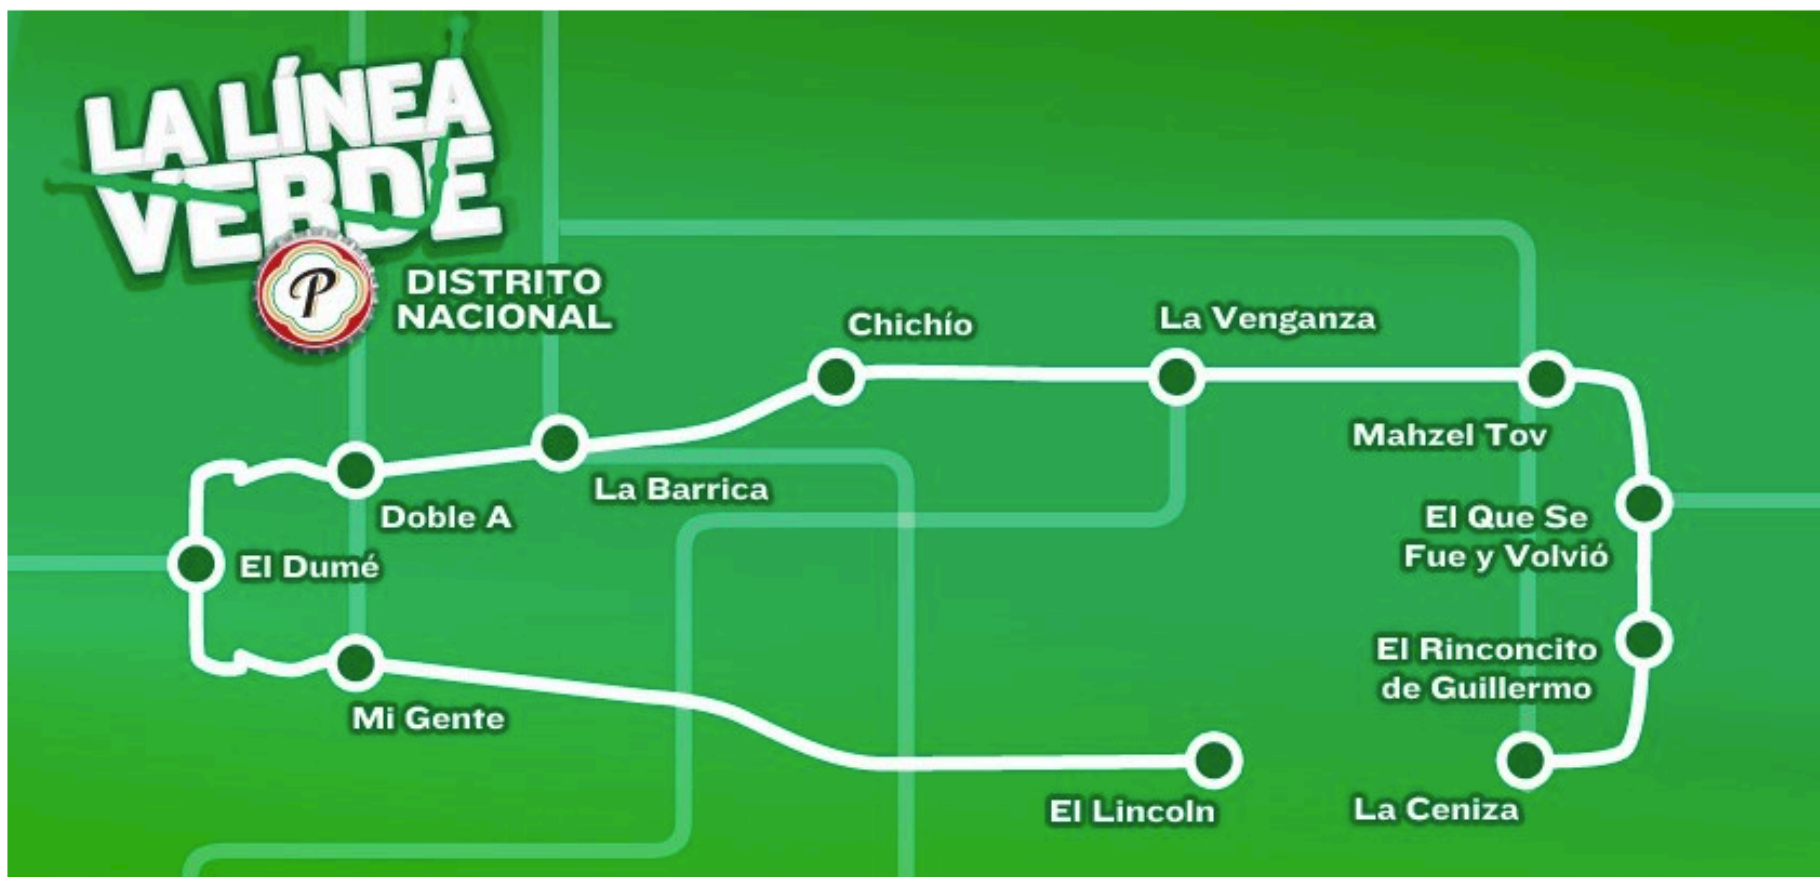 LA LÍNEA
VERDE
P
DISTRITO
NACIONAL
Chichío
La Venganza
Mahzel Tov
La Barrica
Doble A
El Que Se
Fue y Volvió
El Dumé
El Rinconcito
de Guillermo
Mi Gente
El Lincoln
La Ceniza